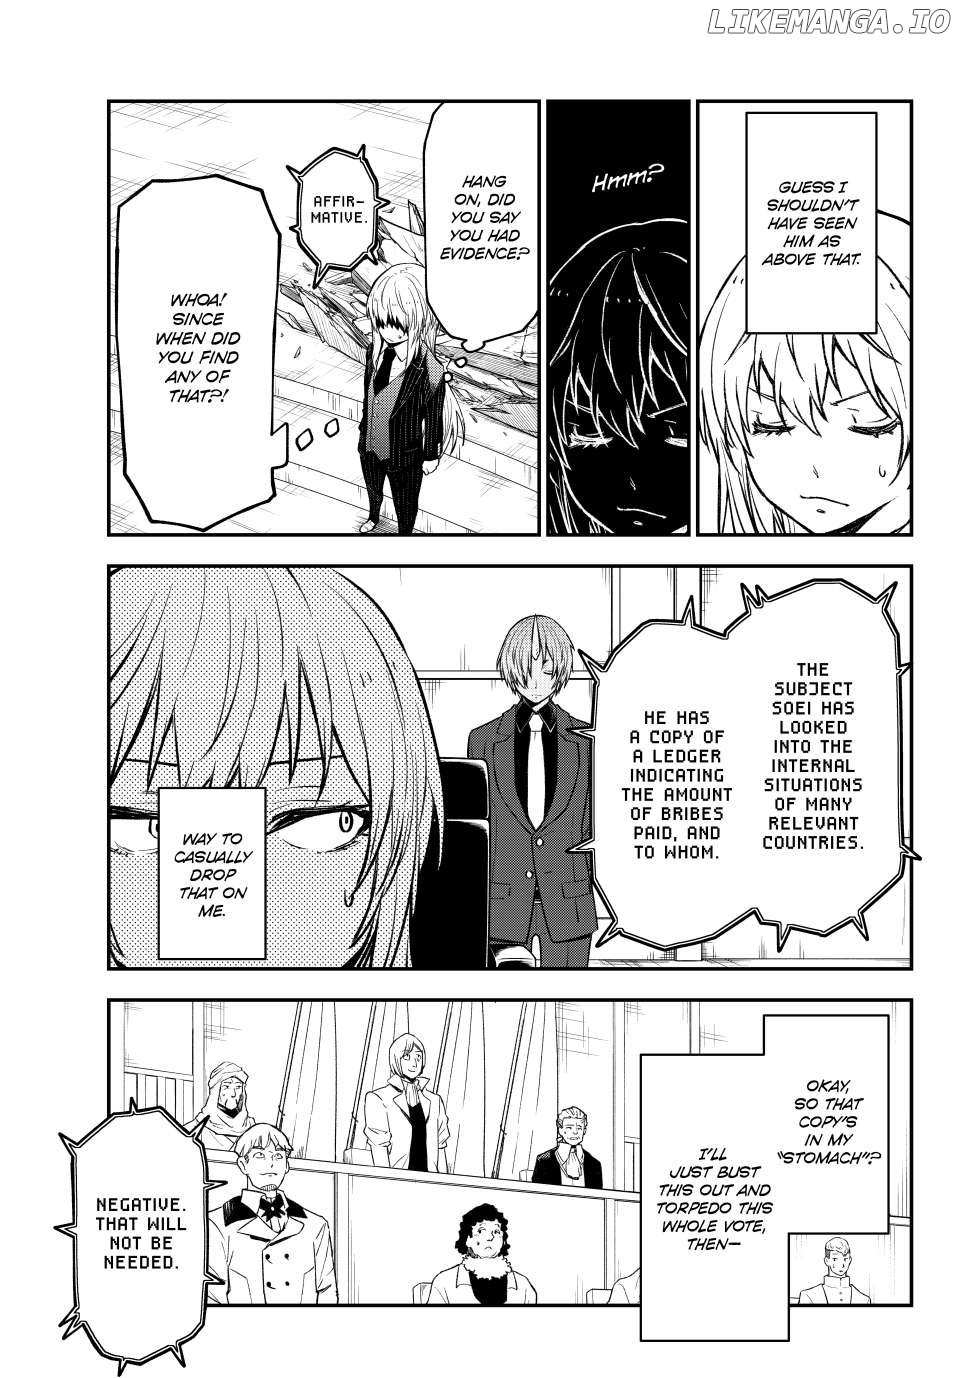 LIKEMANGA.IO
GUESS I
SHOULDN'T
HAVE SEEN
HIM AS
ABOVE THAT.
Hmm?
HANG
ON, DID
YOU SAY
YOU HAD
EVIDENCE?
AFFIR-
MATIVE.
WHOA!
SINCE
WHEN DID
YOU FIND
ANY OF
THAT?!
THE
SUBJECT
SOEI HAS
LOOKED
INTO THE
INTERNAL
SITUATIONS
OF MANY
RELEVANT
COUNTRIES.
HE HAS
A COPY OF
A LEDGER
INDICATING
THE AMOUNT
OF BRIBES
PAID, AND
TO WHOM.
WAY TO
CASUALLY
DROP
THAT ON
ME.
OKAY,
SO THAT
COPY'S
IN MY
"STOMACH"?
I'LL
JUST BUST
THIS OUT AND
TORPEDO THIS
WHOLE VOTE,
THEN—
NEGATIVE.
THAT WILL
NOT BE
NEEDED.